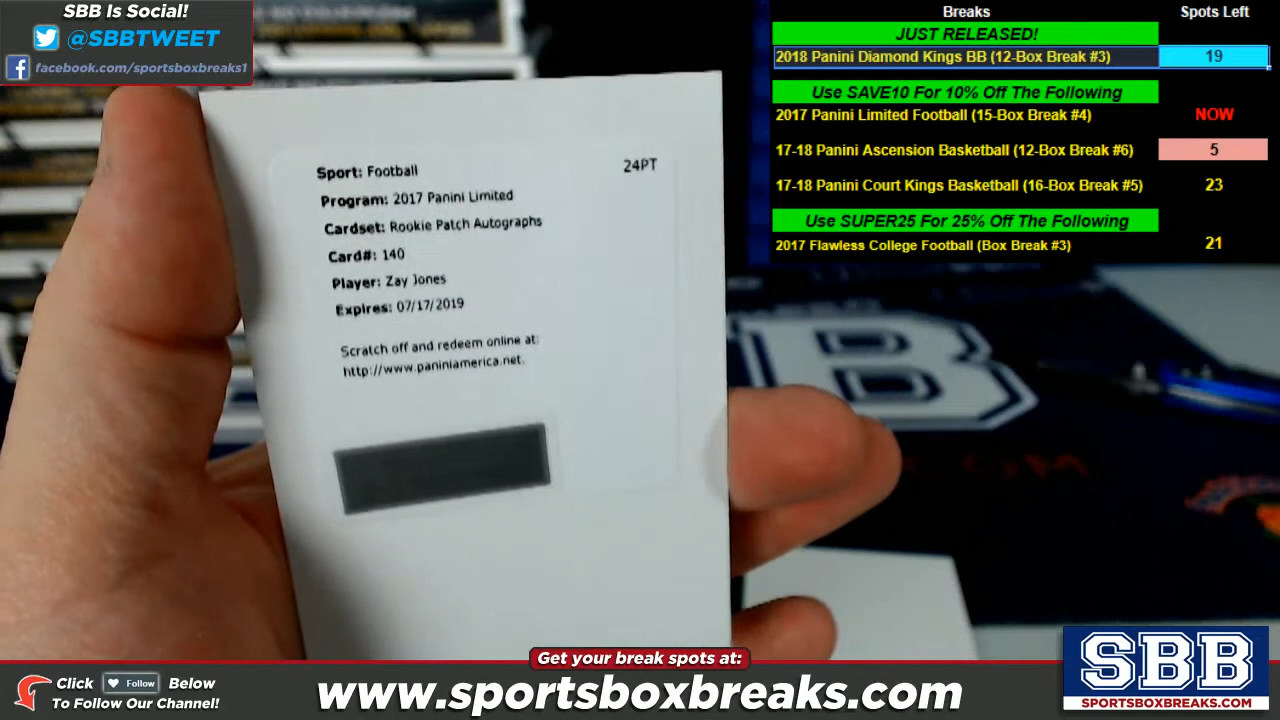 SBB Is Social!
@SBBTWEET
facebook.com/sportsboxbreaks1
Breaks Spots Left
JUST RELEASED!
2018 Panini Diamond Kings BB (12-Box Break #3) 19
Use SAVE10 For 10% Off The Following
2017 Panini Limited Football (15-Box Break #4) NOW
17-18 Panini Ascension Basketball (12-Box Break #6) 5
17-18 Panini Court Kings Basketball (16-Box Break #5) 23
Use SUPER25 For 25% Off The Following
2017 Flawless College Football (Box Break #3) 21
Sport: Football 24PT
Program: 2017 Panini Limited
Cardset: Rookie Patch Autographs
Card#: 140
Player: Zay Jones
Expires: 07/17/2019
Scratch off and redeem online at:
http://www.paniniamerica.net.
B
Get your break spots at:
Click Follow Below
To Follow Our Channel!
www.sportsboxbreaks.com
SBB
SPORTSBOXBREAKS.COM